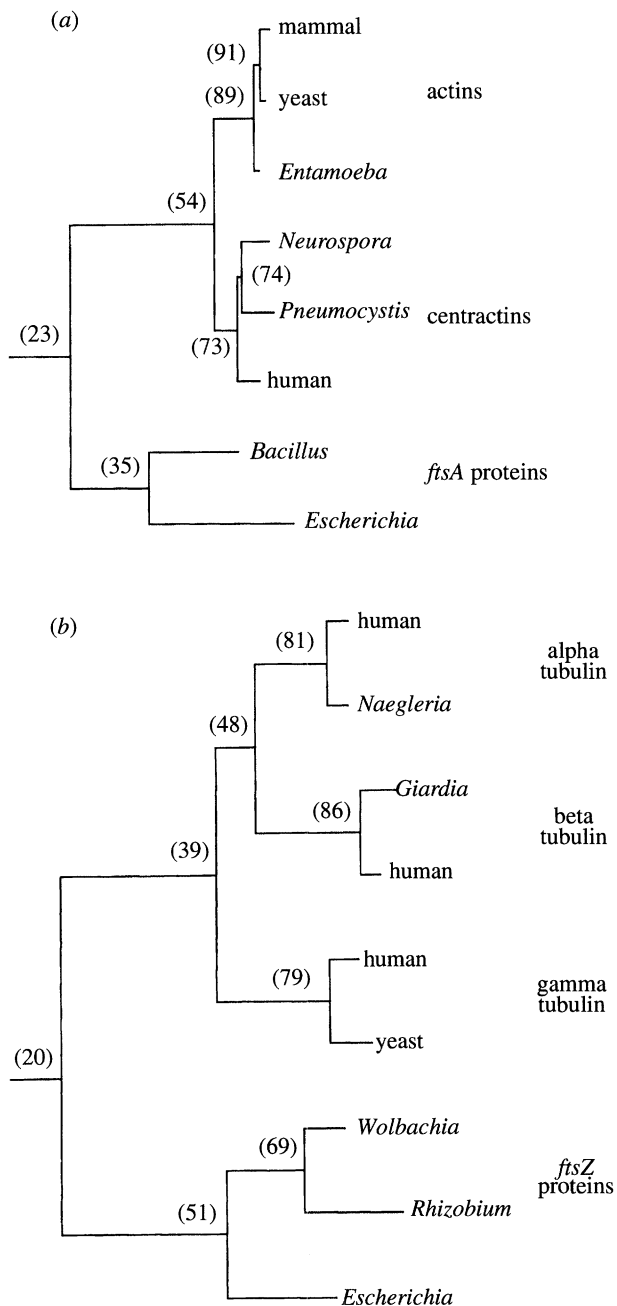 (a)
mammal
(91)
(89)
yeast
actins
Entamoeba
(54)
Neurospora
(74)
Pneumocystis
centractins
(23)
(73)
human
Bacillus
(35)
ftsA proteins
Escherichia
(b)
human
(81)
alpha
tubulin
Naegleria
(48)
Giardia
(86)
beta
tubulin
(39)
human
human
(79)
gamma
tubulin
yeast
(20)
Wolbachia
(69)
ftsZ
proteins
(51)
Rhizobium
Escherichia